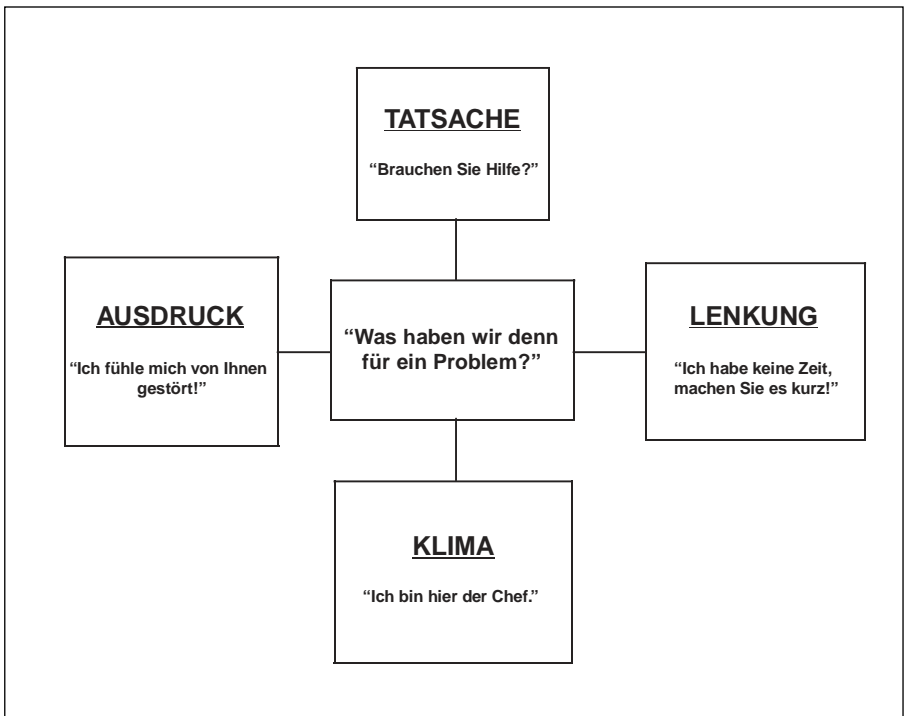 TATSACHE
“Brauchen Sie Hilfe?”
AUSDRUCK
“Ich fühle mich von Ihnen
gestört!”
“Was haben wir denn
für ein Problem?”
LENKUNG
“Ich habe keine Zeit,
machen Sie es kurz!”
KLIMA
“Ich bin hier der Chef.”